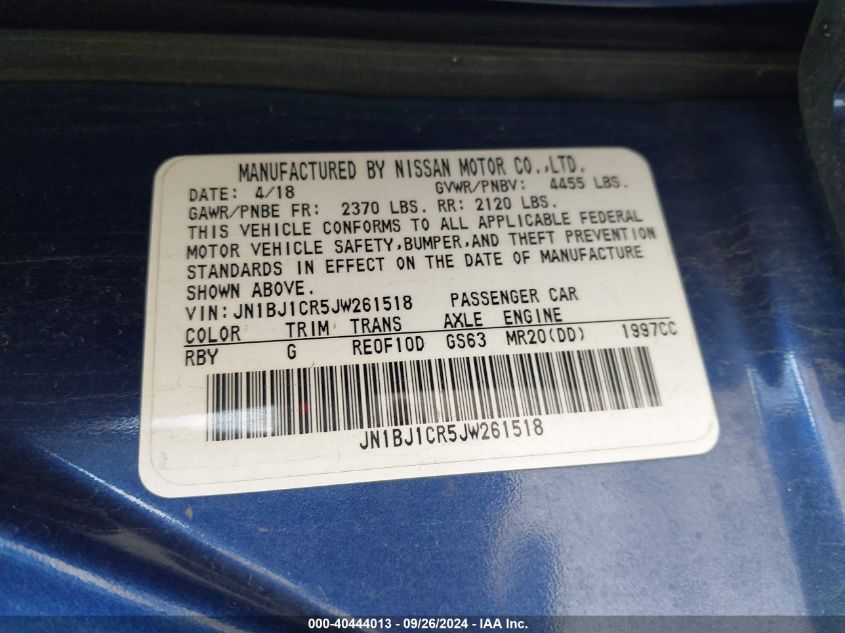 MANUFACTURED BY NISSAN MOTOR CO.,LTD.
DATE: 4/18 GVWR/PNBV: 4455 LBS.
GAWR/PNBE FR: 2370 LBS. RR: 2120 LBS.
THIS VEHICLE CONFORMS TO ALL APPLICABLE FEDERAL
MOTOR VEHICLE SAFETY,BUMPER,AND THEFT PREVENTION
STANDARDS IN EFFECT ON THE DATE OF MANUFACTURE
SHOWN ABOVE.
VIN:JN1BJ1CR5JW261518 PASSENGER CAR
COLOR TRIM TRANS AXLE ENGINE
RBY G RE0F10D GS63 MR20(DD) 1997CC
JN1BJ1CR5JW261518
000-40444013 - 09/26/2024 - IAA Inc.